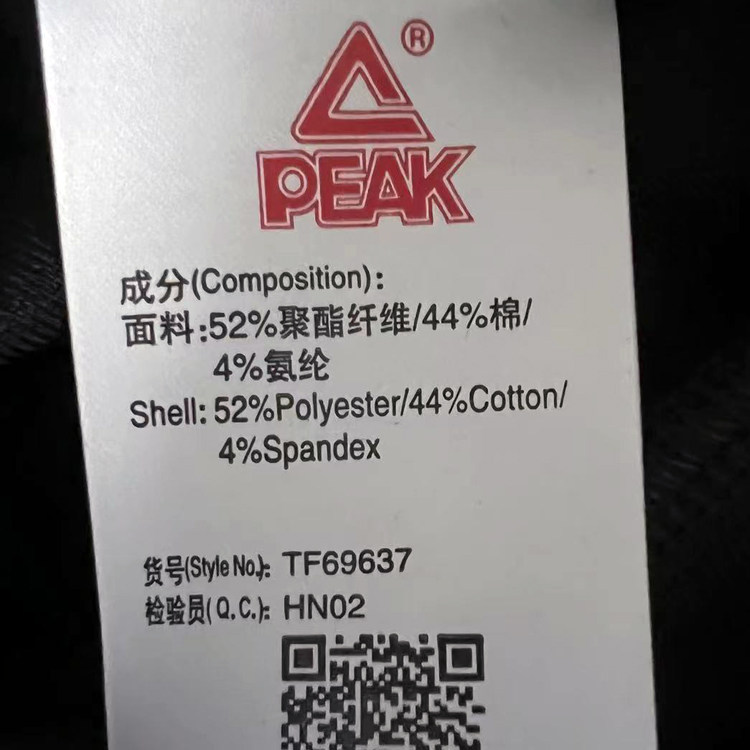 ®
PEAK
成分(Composition):
面料:52%聚酯纤维/44%棉/
4%氨纶
Shell: 52%Polyester/44%Cotton/
4%Spandex
货号(Style No.): TF69637
检验员(Q.C.): HN02